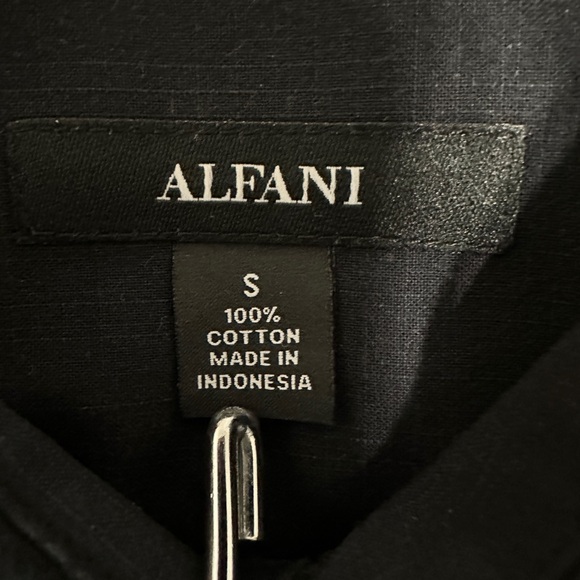 ALFANI
S
100%
COTTON
MADE IN
INDONESIA